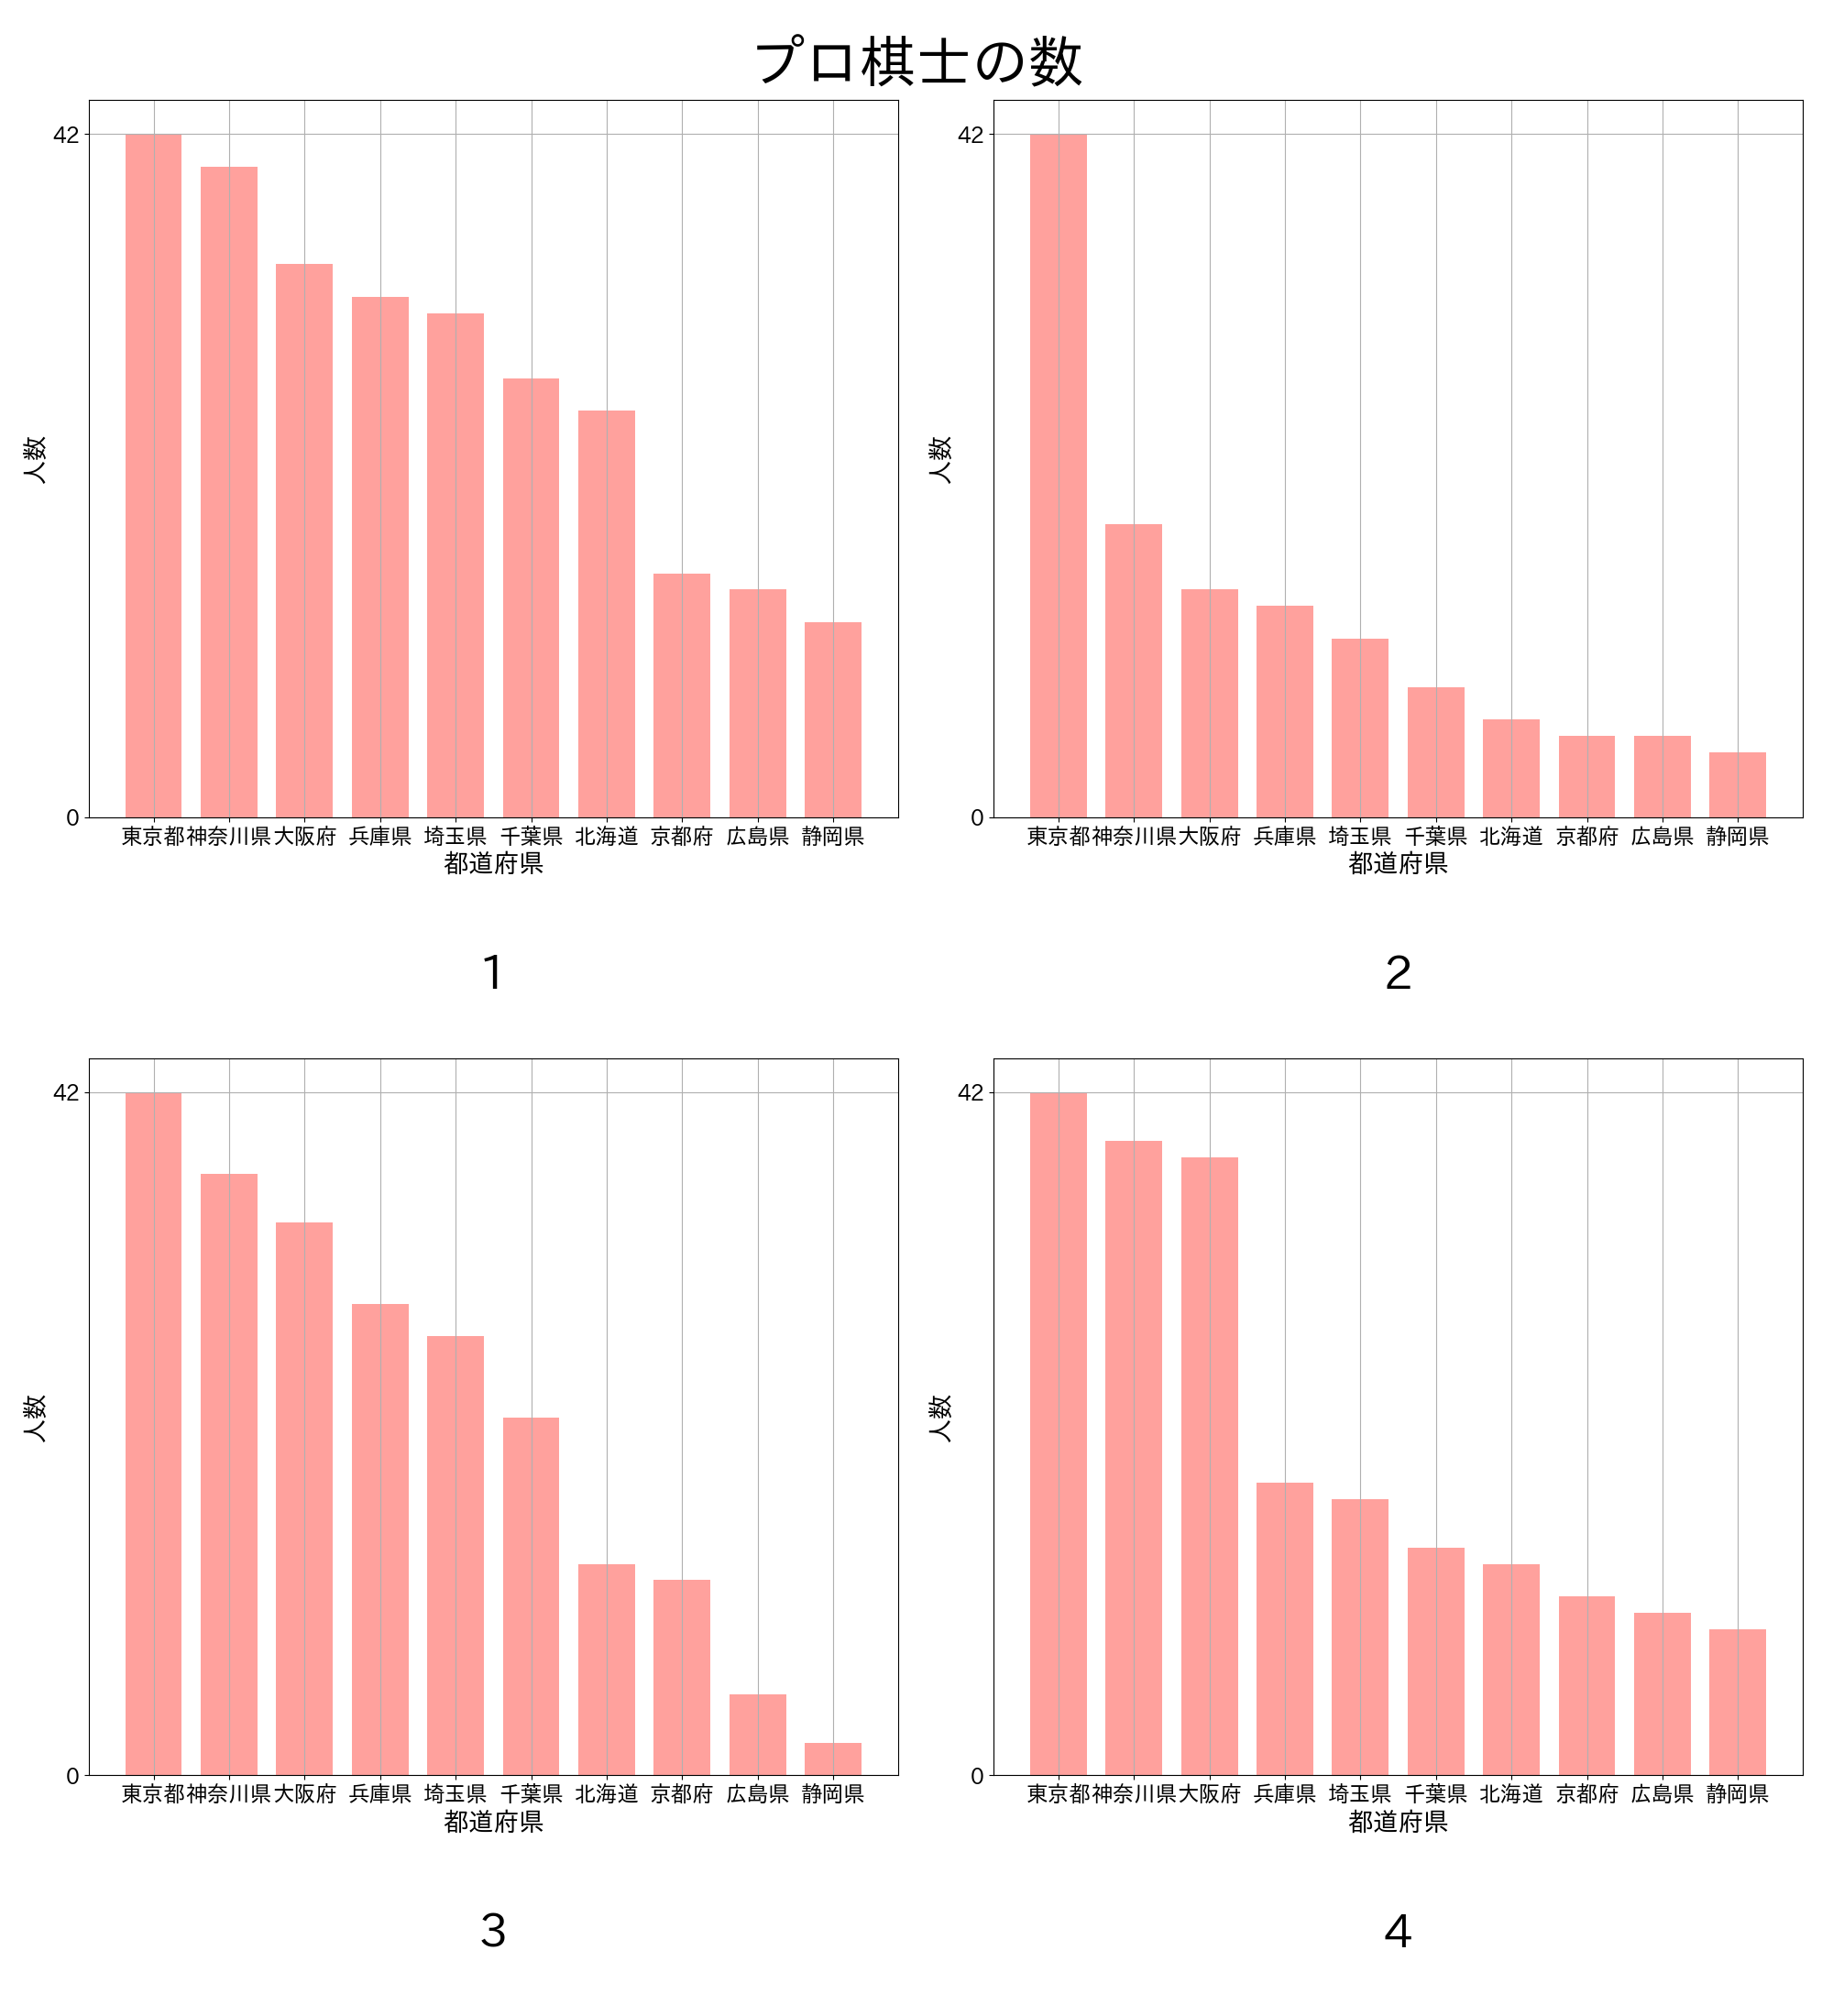 プロ棋士の数
42
0
人数
東京都 神奈川県 大阪府 兵庫県 埼玉県 千葉県 北海道 京都府 広島県 静岡県
都道府県
1
42
0
人数
東京都 神奈川県 大阪府 兵庫県 埼玉県 千葉県 北海道 京都府 広島県 静岡県
都道府県
2
42
0
人数
東京都 神奈川県 大阪府 兵庫県 埼玉県 千葉県 北海道 京都府 広島県 静岡県
都道府県
3
42
0
人数
東京都 神奈川県 大阪府 兵庫県 埼玉県 千葉県 北海道 京都府 広島県 静岡県
都道府県
4